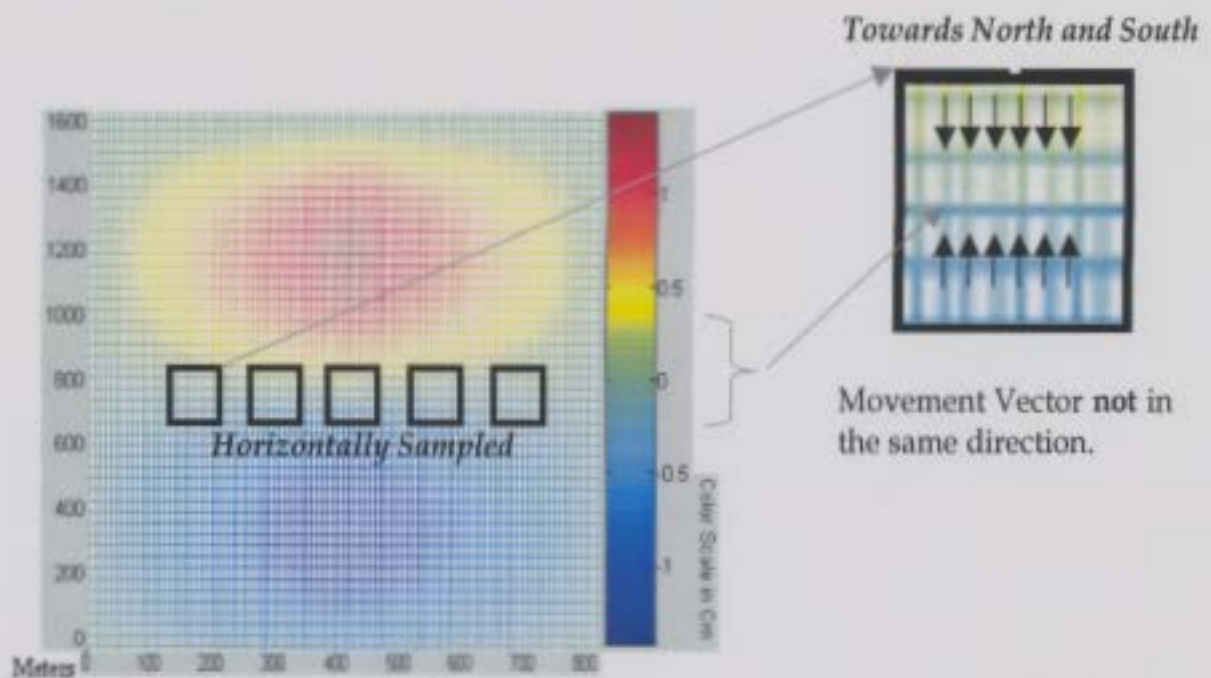 Towards North and South
1600
1400
1200
1000
800
600
400
200
0
Meters 0 100 200 300 400 500 600 700 800
1
0.5
0
-0.5
-1
Color Scale in Cm
Horizontally Sampled
Movement Vector not in
the same direction.